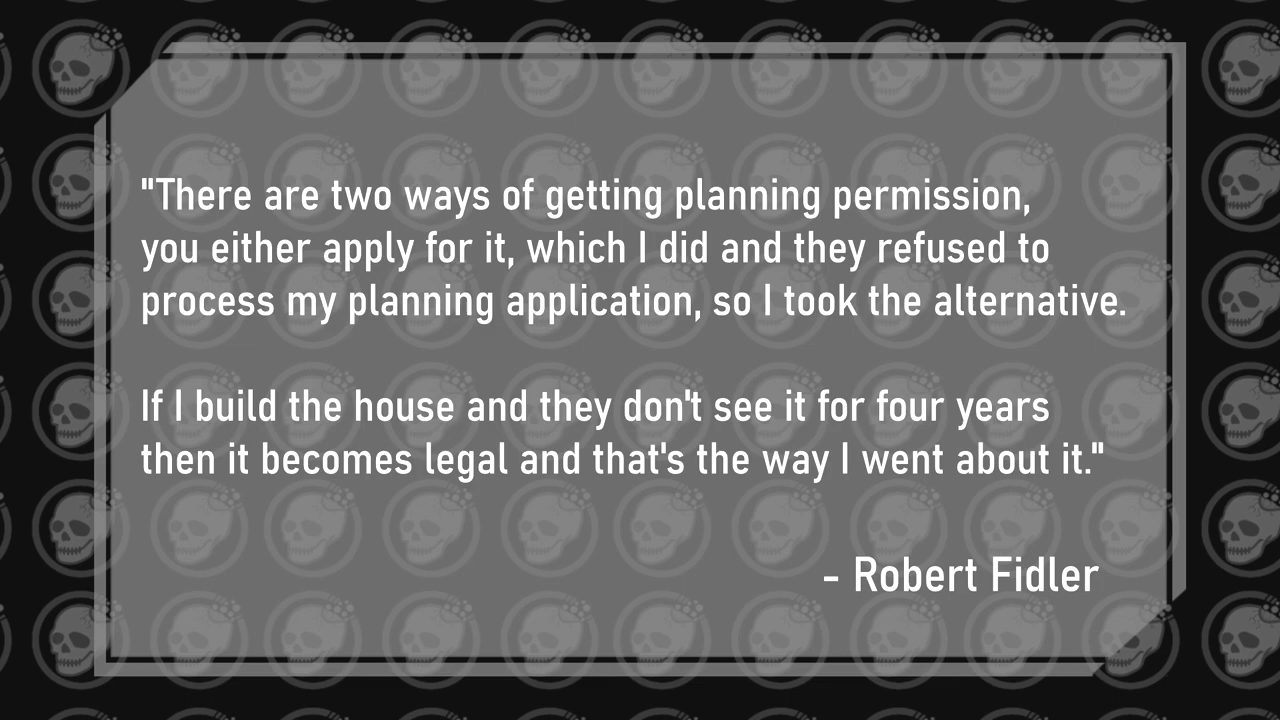 "There are two ways of getting planning permission,
you either apply for it, which I did and they refused to
process my planning application, so I took the alternative.
If I build the house and they don't see it for four years
then it becomes legal and that's the way I went about it."
- Robert Fidler